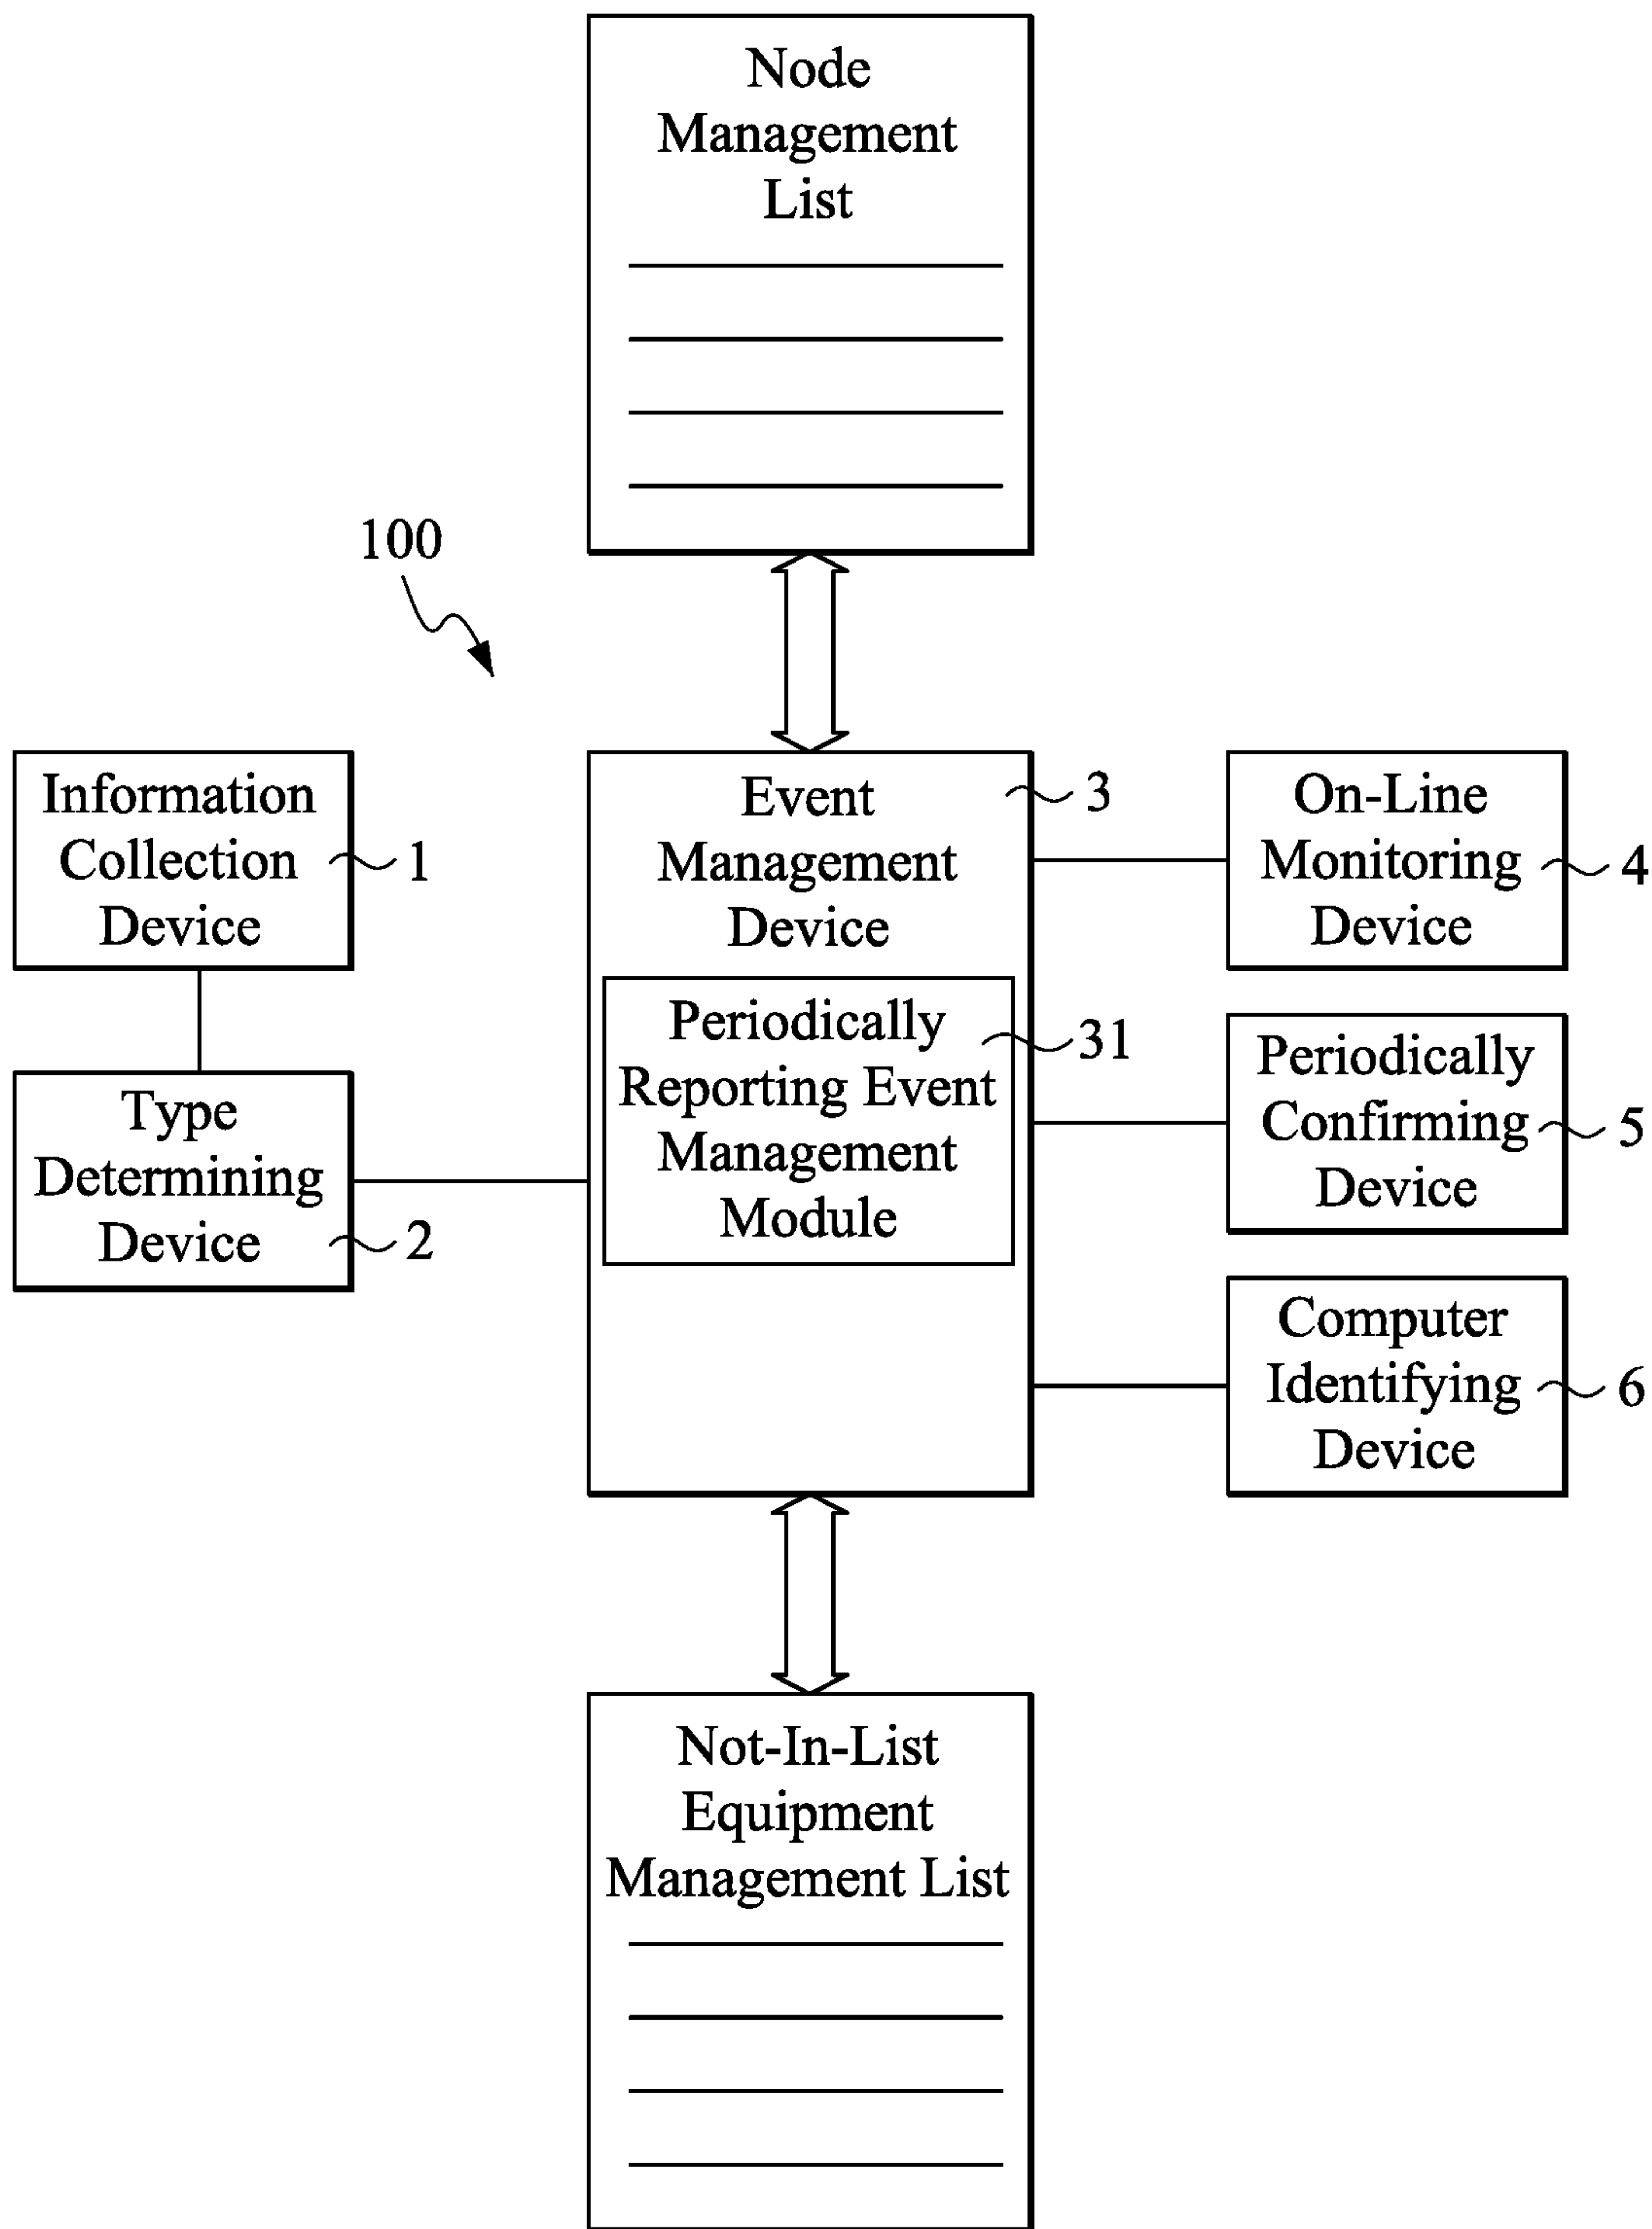 Node
Management
List
100
Information
Collection
Device
1
Type
Determining
Device
2
Event
Management
Device
3
Periodically
Reporting Event
Management
Module
31
On-Line
Monitoring
Device
4
Periodically
Confirming
Device
5
Computer
Identifying
Device
6
Not-In-List
Equipment
Management List